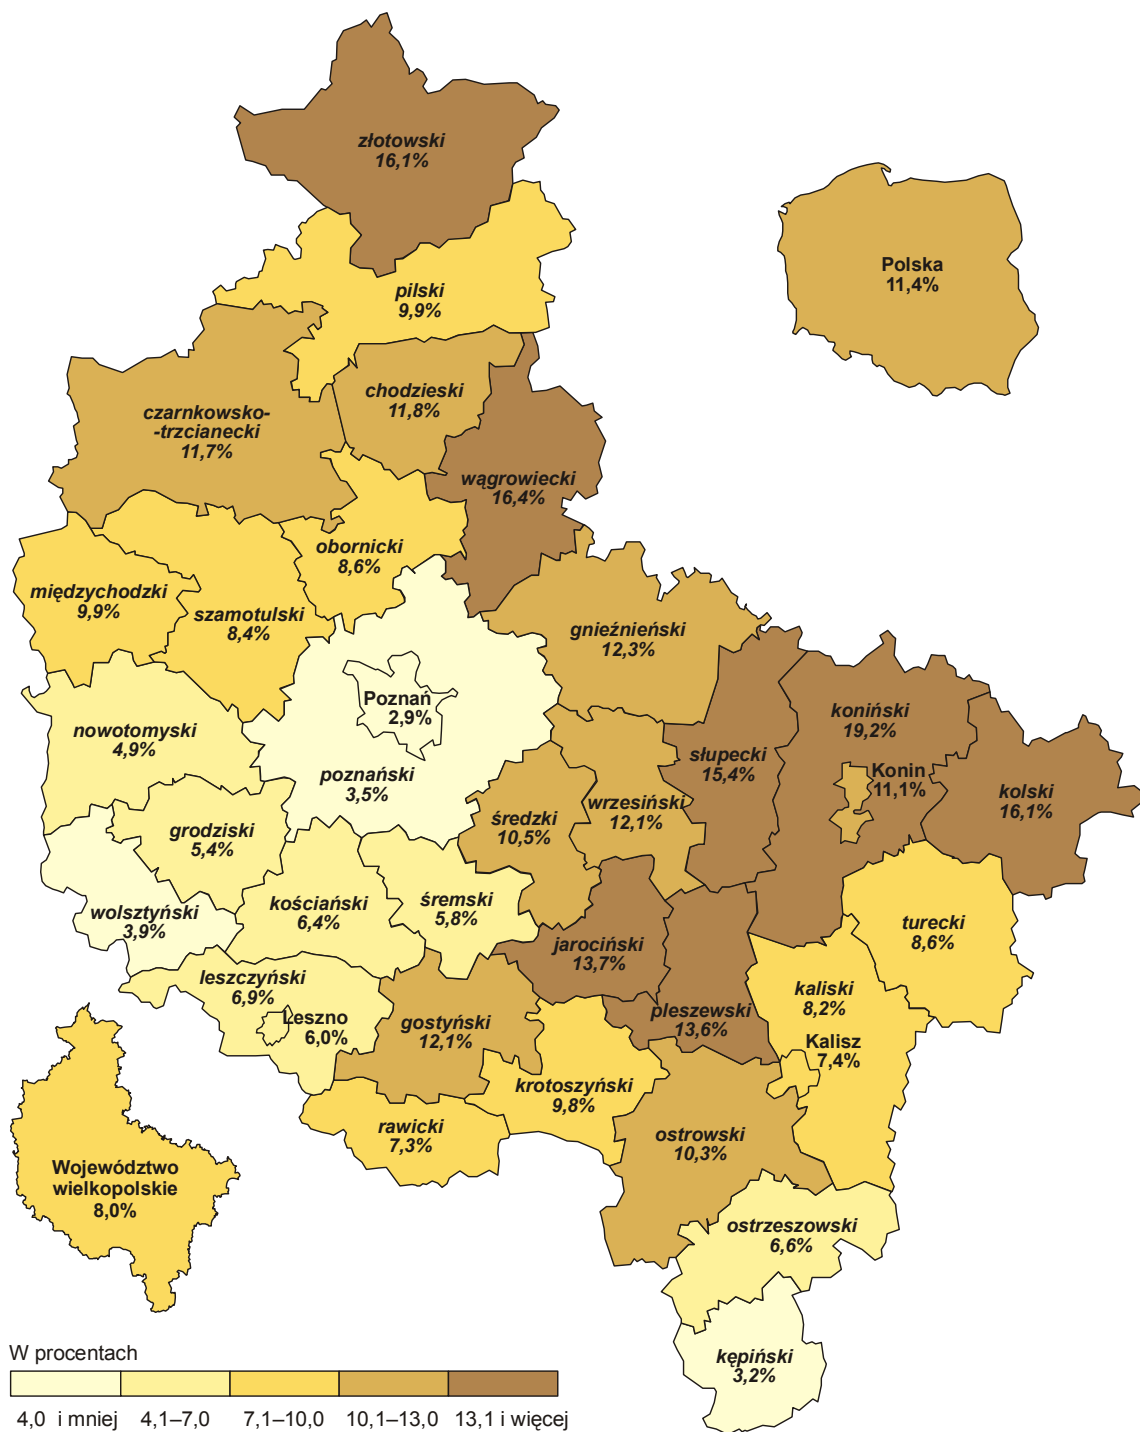 złotowski
16,1%
Polska
11,4%
pilski
9,9%
chodzieski
11,8%
czarnkowsko-
-trzcianecki
11,7%
wągrowiecki
16,4%
obornicki
8,6%
międzychodzki
9,9%
szamotulski
8,4%
gnieźnieński
12,3%
Poznań
2,9%
nowotomyski
4,9%
koniński
19,2%
słupecki
15,4%
poznański
3,5%
Konin
11,1%
kolski
16,1%
średzki
10,5%
wrzesiński
12,1%
grodziski
5,4%
wolsztyński
3,9%
kościański
6,4%
śremski
5,8%
turecki
8,6%
jarociński
13,7%
leszczyński
6,9%
kaliski
8,2%
pleszewski
13,6%
Leszno
6,0%
gostyński
12,1%
Kalisz
7,4%
krotoszyński
9,8%
rawicki
7,3%
ostrowski
10,3%
Województwo
wielkopolskie
8,0%
ostrzeszowski
6,6%
kępiński
3,2%
W procentach
4,0 i mniej 4,1–7,0 7,1–10,0 10,1–13,0 13,1 i więcej